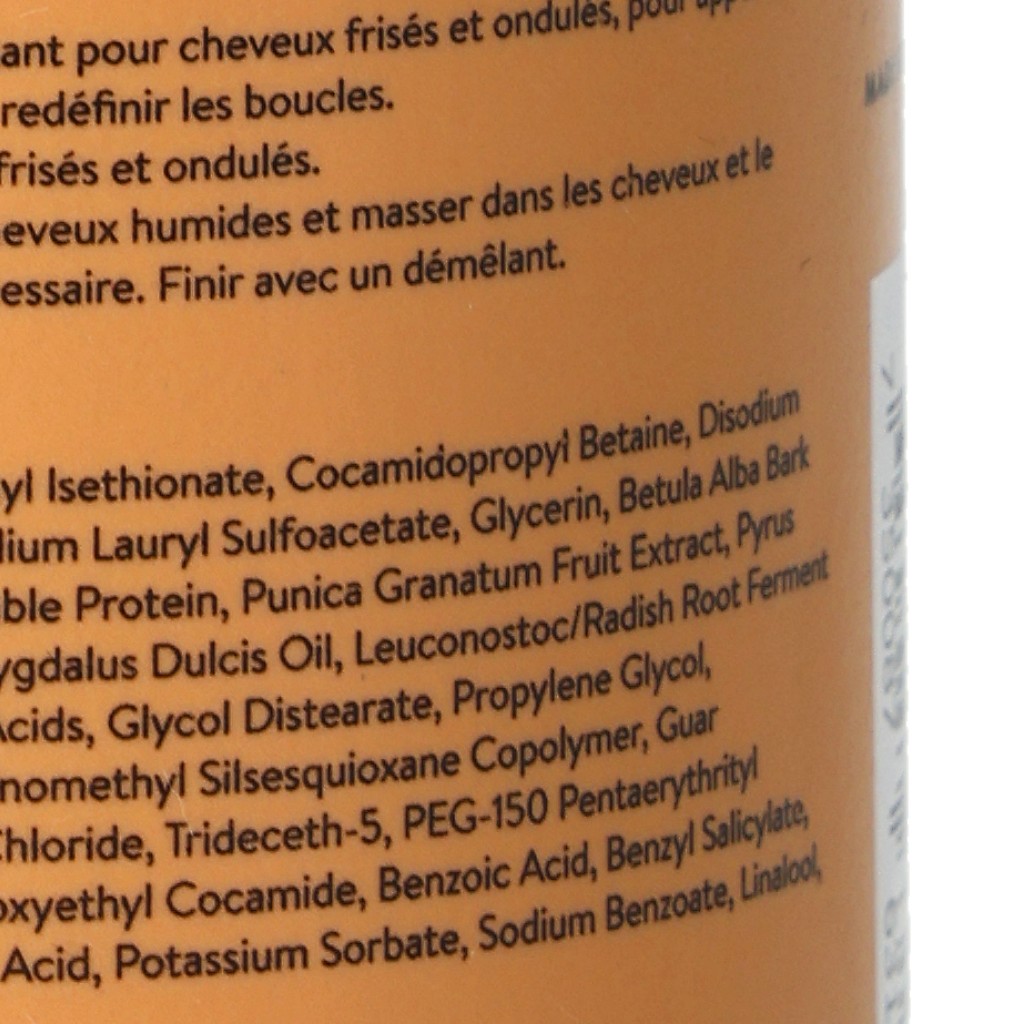 ant pour cheveux frisés et ondulés, pour
redéfinir les boucles.
frisés et ondulés.
eveux humides et masser dans les cheveux et le
essaire. Finir avec un démêlant.
yl Isethionate, Cocamidopropyl Betaine, Disodium
lium Lauryl Sulfoacetate, Glycerin, Betula Alba Bark
ble Protein, Punica Granatum Fruit Extract, Pyrus
ygdalus Dulcis Oil, Leuconostoc/Radish Root Ferment
Acids, Glycol Distearate, Propylene Glycol,
nomethyl Silsesquioxane Copolymer, Guar
Chloride, Trideceth-5, PEG-150 Pentaerythrityl
oxyethyl Cocamide, Benzoic Acid, Benzyl Salicylate,
Acid, Potassium Sorbate, Sodium Benzoate, Linalool,